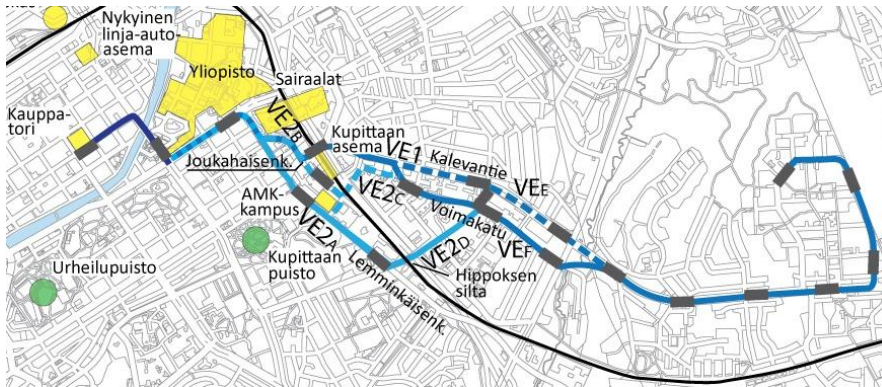 Nykyinen
linja-auto-
asema
Yliopisto
Sairaalat
Kauppa-
tori
VE2B
Kupittaan
asema
VE1
Kalevantie
VEE
Joukahaisenk.
AMK-
kampus
VE2C
Voimakatu
VEF
VE2A
VE2D
Urheilupuisto
Kupittaan
puisto
Lemminkäisenk.
Hippoksen
silta